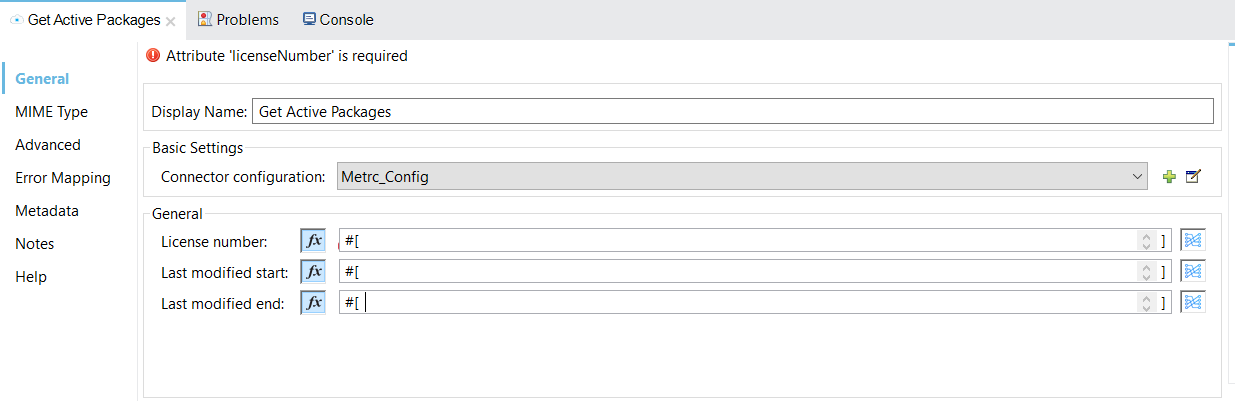 Get Active Packages Problems Console
Attribute 'licenseNumber' is required
General
MIME Type
Advanced
Error Mapping
Metadata
Notes
Help
Display Name: Get Active Packages
Basic Settings
Connector configuration: Metrc_Config
General
License number: fx #[ ]
Last modified start: fx #[ ]
Last modified end: fx #[ ]